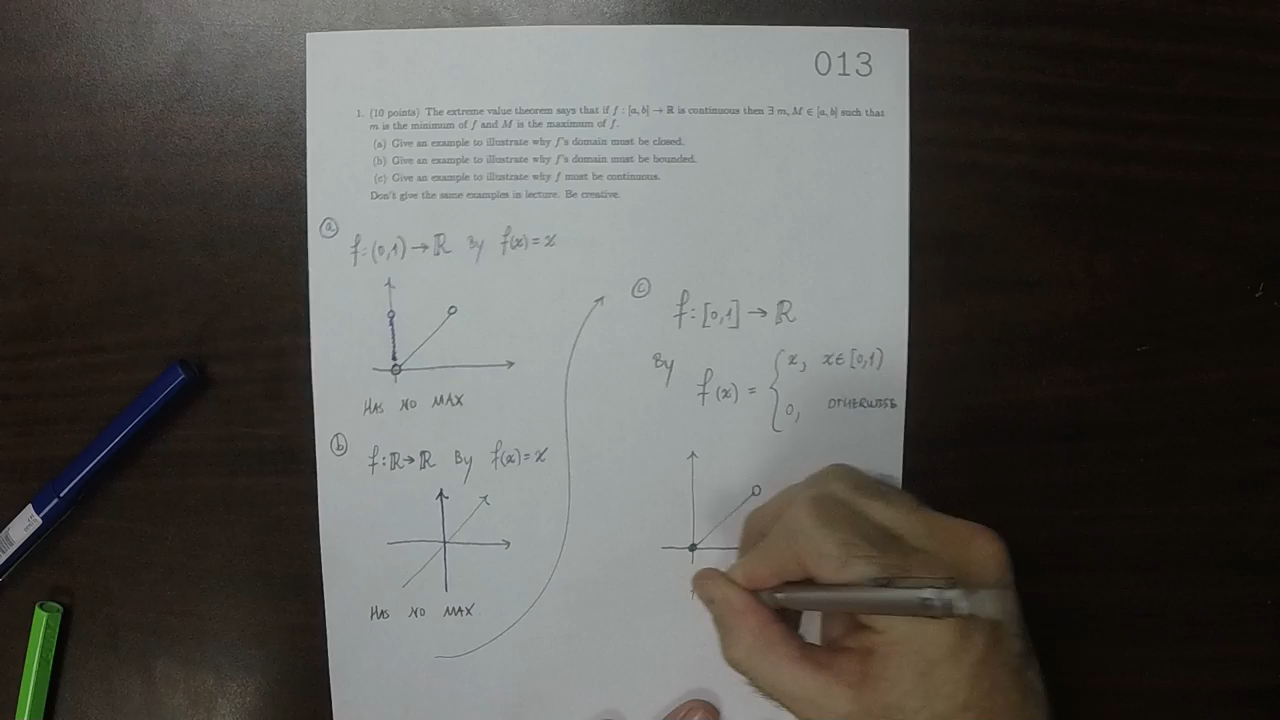 013
1. (10 points) The extreme value theorem says that if f : [a, b] → ℝ is continuous then ∃ m, M ∈ [a, b] such that
m is the minimum of f and M is the maximum of f.
(a) Give an example to illustrate why f's domain must be closed.
(b) Give an example to illustrate why f's domain must be bounded.
(c) Give an example to illustrate why f must be continuous.
Don't give the same examples in lecture. Be creative.
ⓐ f: (0,1) → ℝ By f(x) = x
HAS NO MAX
ⓑ f: ℝ → ℝ By f(x) = x
HAS NO MAX
ⓒ f: [0,1] → ℝ
By f(x) = { x, x ∈ [0,1)
0, OTHERWISE